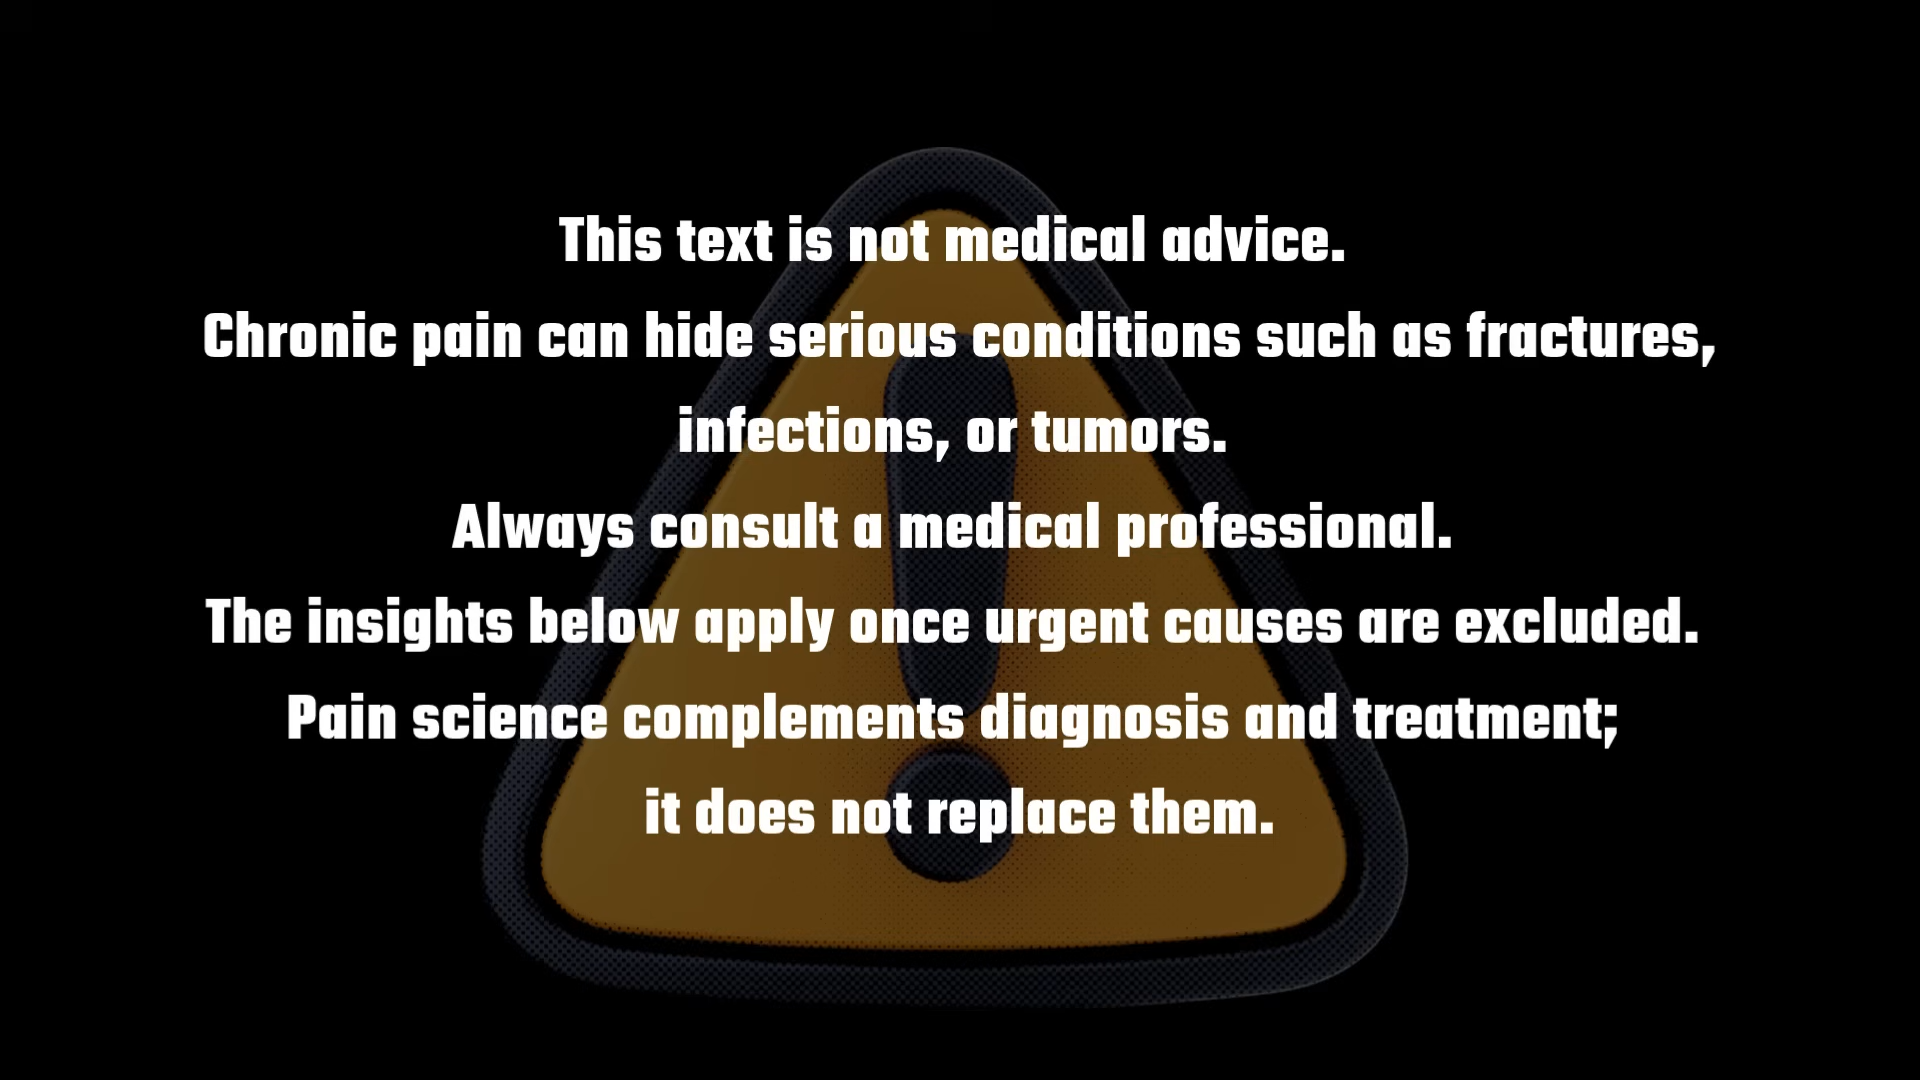 This text is not medical advice.
Chronic pain can hide serious conditions such as fractures,
infections, or tumors.
Always consult a medical professional.
The insights below apply once urgent causes are excluded.
Pain science complements diagnosis and treatment;
it does not replace them.